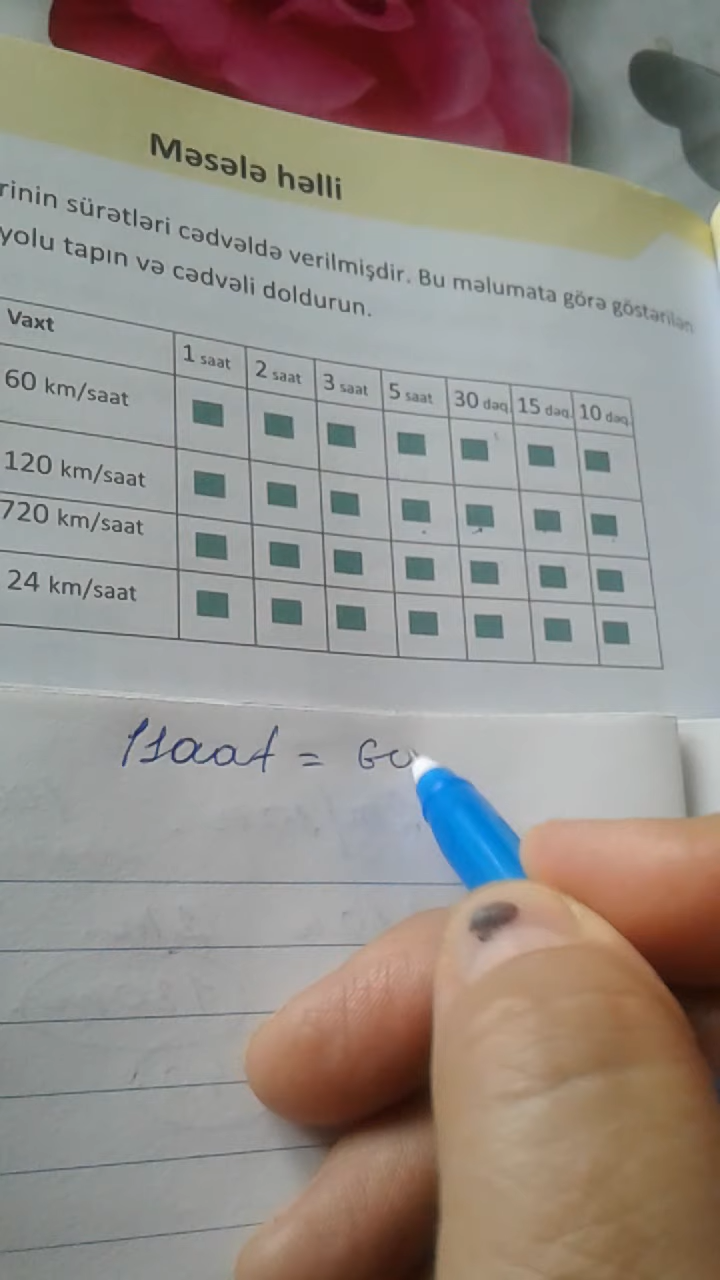 Məsələ həlli
rinin sürətləri cədvəldə verilmişdir. Bu məlumata görə göstərilən
yolu tapın və cədvəli doldurun.
Vaxt 1 saat 2 saat 3 saat 5 saat 30 dəq. 15 dəq. 10 dəq.
60 km/saat
120 km/saat
720 km/saat
24 km/saat
1saat = 60